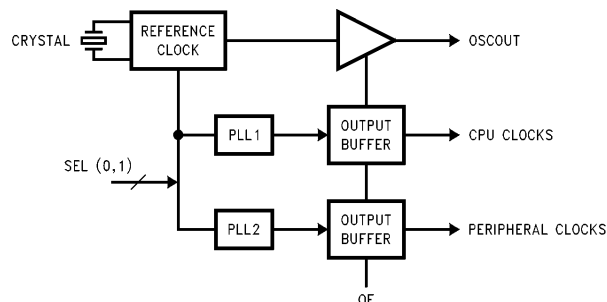 CRYSTAL
REFERENCE
CLOCK
OSCOUT
PLL1
OUTPUT
BUFFER
CPU CLOCKS
SEL (0,1)
PLL2
OUTPUT
BUFFER
PERIPHERAL CLOCKS
OE